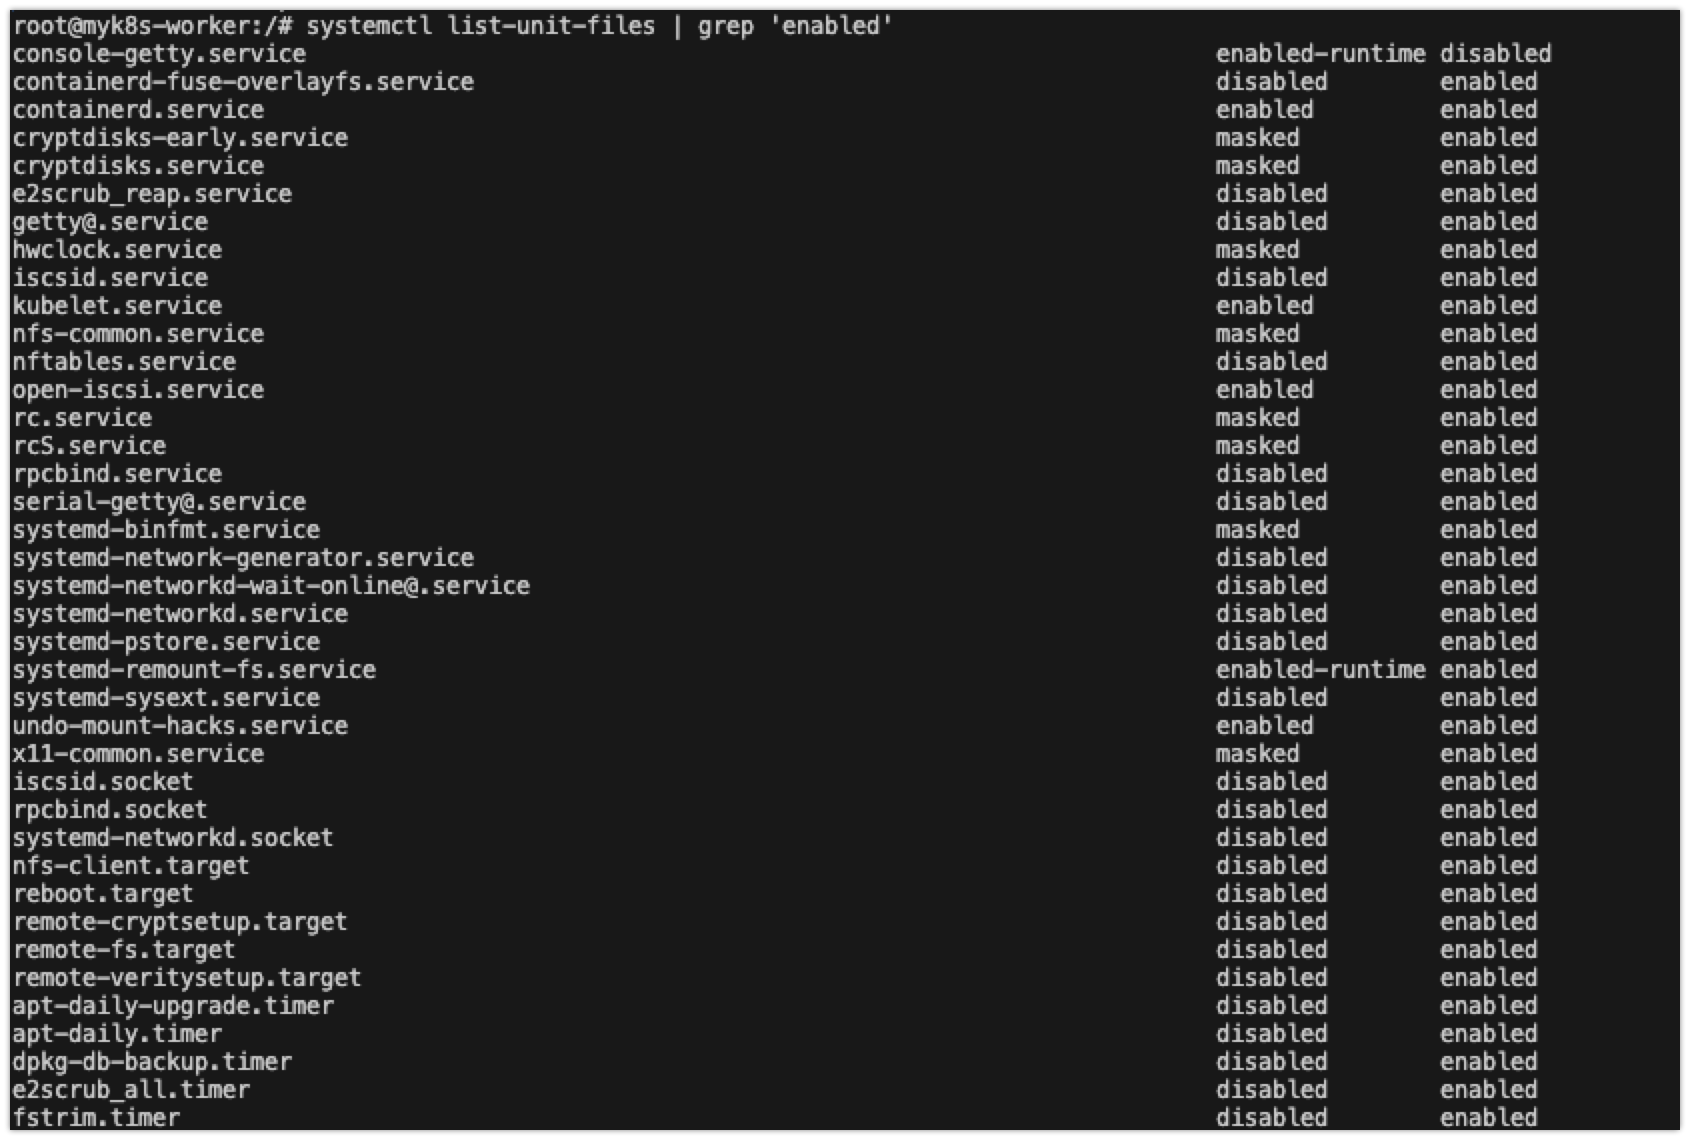 root@myk8s-worker:/# systemctl list-unit-files | grep 'enabled'
console-getty.service enabled-runtime disabled
containerd-fuse-overlayfs.service disabled enabled
containerd.service enabled enabled
cryptdisks-early.service masked enabled
cryptdisks.service masked enabled
e2scrub_reap.service disabled enabled
getty@.service disabled enabled
hwclock.service masked enabled
iscsid.service disabled enabled
kubelet.service enabled enabled
nfs-common.service masked enabled
nftables.service disabled enabled
open-iscsi.service enabled enabled
rc.service masked enabled
rcS.service masked enabled
rpcbind.service disabled enabled
serial-getty@.service disabled enabled
systemd-binfmt.service masked enabled
systemd-network-generator.service disabled enabled
systemd-networkd-wait-online@.service disabled enabled
systemd-networkd.service disabled enabled
systemd-pstore.service disabled enabled
systemd-remount-fs.service enabled-runtime enabled
systemd-sysext.service disabled enabled
undo-mount-hacks.service enabled enabled
x11-common.service masked enabled
iscsid.socket disabled enabled
rpcbind.socket disabled enabled
systemd-networkd.socket disabled enabled
nfs-client.target disabled enabled
reboot.target disabled enabled
remote-cryptsetup.target disabled enabled
remote-fs.target disabled enabled
remote-veritysetup.target disabled enabled
apt-daily-upgrade.timer disabled enabled
apt-daily.timer disabled enabled
dpkg-db-backup.timer disabled enabled
e2scrub_all.timer disabled enabled
fstrim.timer disabled enabled